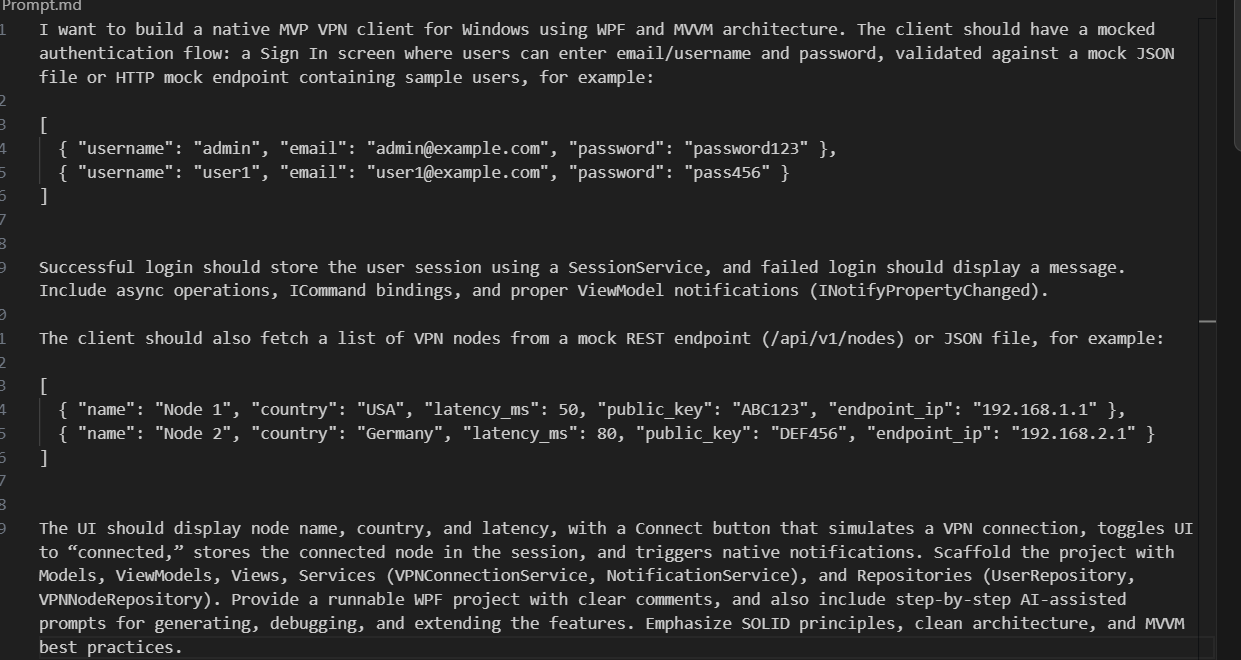 Prompt.md
1 I want to build a native MVP VPN client for Windows using WPF and MVVM architecture. The client should have a mocked
authentication flow: a Sign In screen where users can enter email/username and password, validated against a mock JSON
file or HTTP mock endpoint containing sample users, for example:
2
3 [
4 { "username": "admin", "email": "admin@example.com", "password": "password123" },
5 { "username": "user1", "email": "user1@example.com", "password": "pass456" }
6 ]
7
8
9 Successful login should store the user session using a SessionService, and failed login should display a message.
Include async operations, ICommand bindings, and proper ViewModel notifications (INotifyPropertyChanged).
0
1 The client should also fetch a list of VPN nodes from a mock REST endpoint (/api/v1/nodes) or JSON file, for example:
2
3 [
4 { "name": "Node 1", "country": "USA", "latency_ms": 50, "public_key": "ABC123", "endpoint_ip": "192.168.1.1" },
5 { "name": "Node 2", "country": "Germany", "latency_ms": 80, "public_key": "DEF456", "endpoint_ip": "192.168.2.1" }
6 ]
7
8
9 The UI should display node name, country, and latency, with a Connect button that simulates a VPN connection, toggles UI
to “connected,” stores the connected node in the session, and triggers native notifications. Scaffold the project with
Models, ViewModels, Views, Services (VPNConnectionService, NotificationService), and Repositories (UserRepository,
VPNNodeRepository). Provide a runnable WPF project with clear comments, and also include step-by-step AI-assisted
prompts for generating, debugging, and extending the features. Emphasize SOLID principles, clean architecture, and MVVM
best practices.